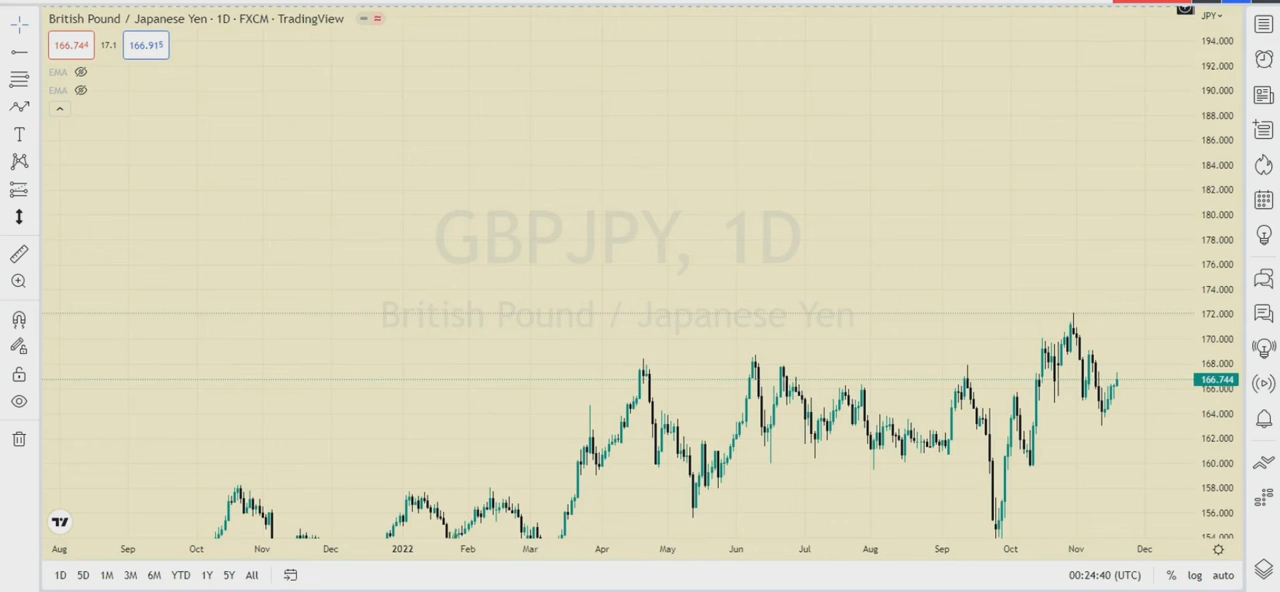 British Pound / Japanese Yen · 1D · FXCM · TradingView
JPY
166.744 17.1 166.915
EMA
EMA
194.000
192.000
190.000
188.000
186.000
184.000
182.000
180.000
178.000
176.000
174.000
172.000
170.000
168.000
166.744
166.000
164.000
162.000
160.000
158.000
156.000
154.000
GBPJPY, 1D
British Pound / Japanese Yen
Aug Sep Oct Nov Dec 2022 Feb Mar Apr May Jun Jul Aug Sep Oct Nov Dec
1D 5D 1M 3M 6M YTD 1Y 5Y All 00:24:40 (UTC) % log auto